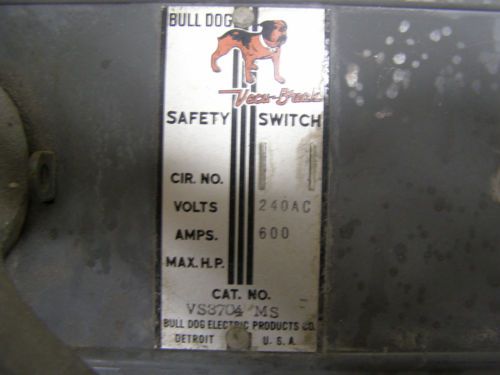 BULL DOG
Vacu-Break
SAFETY SWITCH
CIR. NO.
VOLTS 240AC
AMPS. 600
MAX. H.P.
CAT. NO.
VS3704 MS
BULL DOG ELECTRIC PRODUCTS CO.
DETROIT U. S. A.